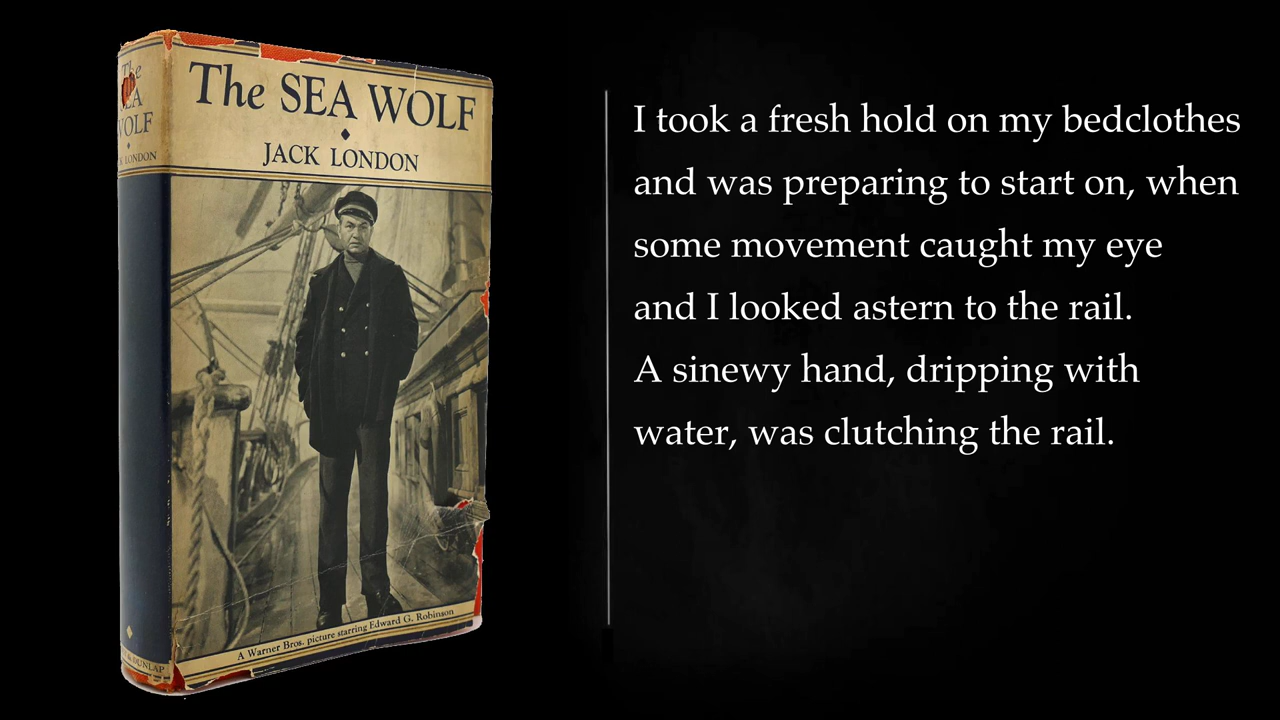 The
SEA
WOLF
LONDON
The SEA WOLF
JACK LONDON
A Warner Bros. picture starring Edward G. Robinson
DUNLAP
I took a fresh hold on my bedclothes
and was preparing to start on, when
some movement caught my eye
and I looked astern to the rail.
A sinewy hand, dripping with
water, was clutching the rail.